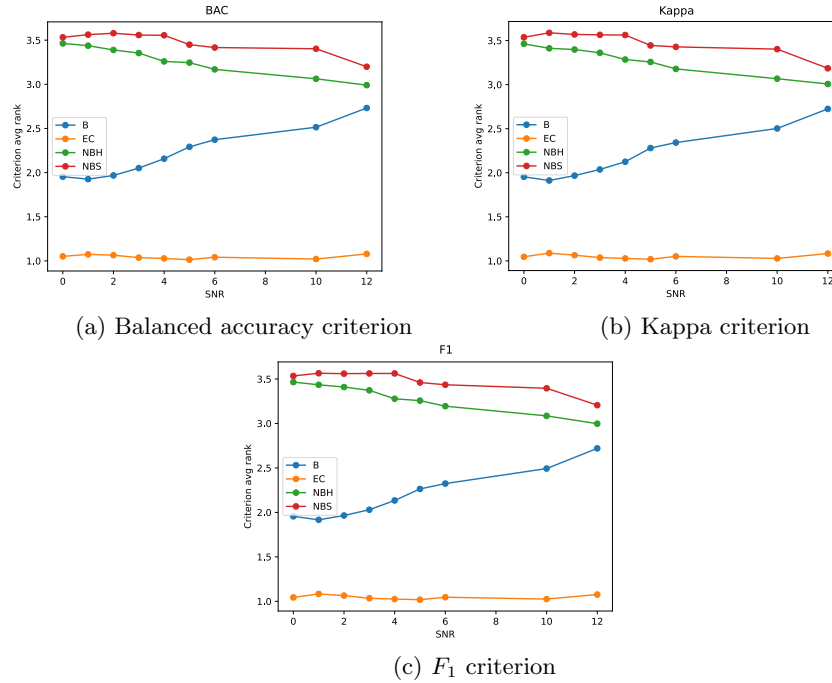 BAC
Criterion avg rank
3.5
3.0
2.5
2.0
1.5
1.0
B
EC
NBH
NBS
0 2 4 6 8 10 12
SNR
(a) Balanced accuracy criterion
Kappa
Criterion avg rank
3.5
3.0
2.5
2.0
1.5
1.0
B
EC
NBH
NBS
0 2 4 6 8 10 12
SNR
(b) Kappa criterion
F1
Criterion avg rank
3.5
3.0
2.5
2.0
1.5
1.0
B
EC
NBH
NBS
0 2 4 6 8 10 12
SNR
(c) F₁ criterion